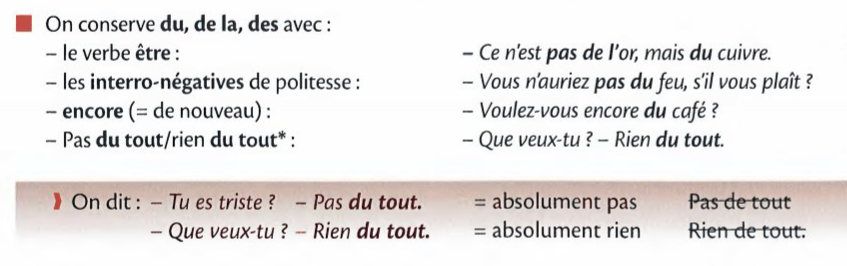 On conserve du, de la, des avec :
– le verbe être : – Ce n'est pas de l'or, mais du cuivre.
– les interro-négatives de politesse : – Vous n'auriez pas du feu, s'il vous plaît ?
– encore (= de nouveau) : – Voulez-vous encore du café ?
– Pas du tout/rien du tout* : – Que veux-tu ? – Rien du tout.
On dit : – Tu es triste ? – Pas du tout. = absolument pas Pas de tout
– Que veux-tu ? – Rien du tout. = absolument rien Rien de tout.